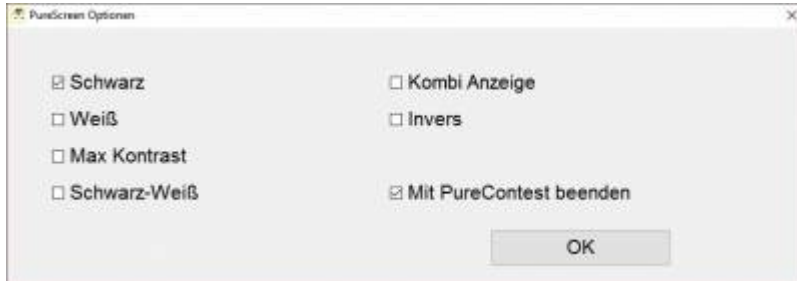 PureScreen Optionen
Schwarz
Kombi Anzeige
Weiß
Invers
Max Kontrast
Schwarz-Weiß
Mit PureContest beenden
OK